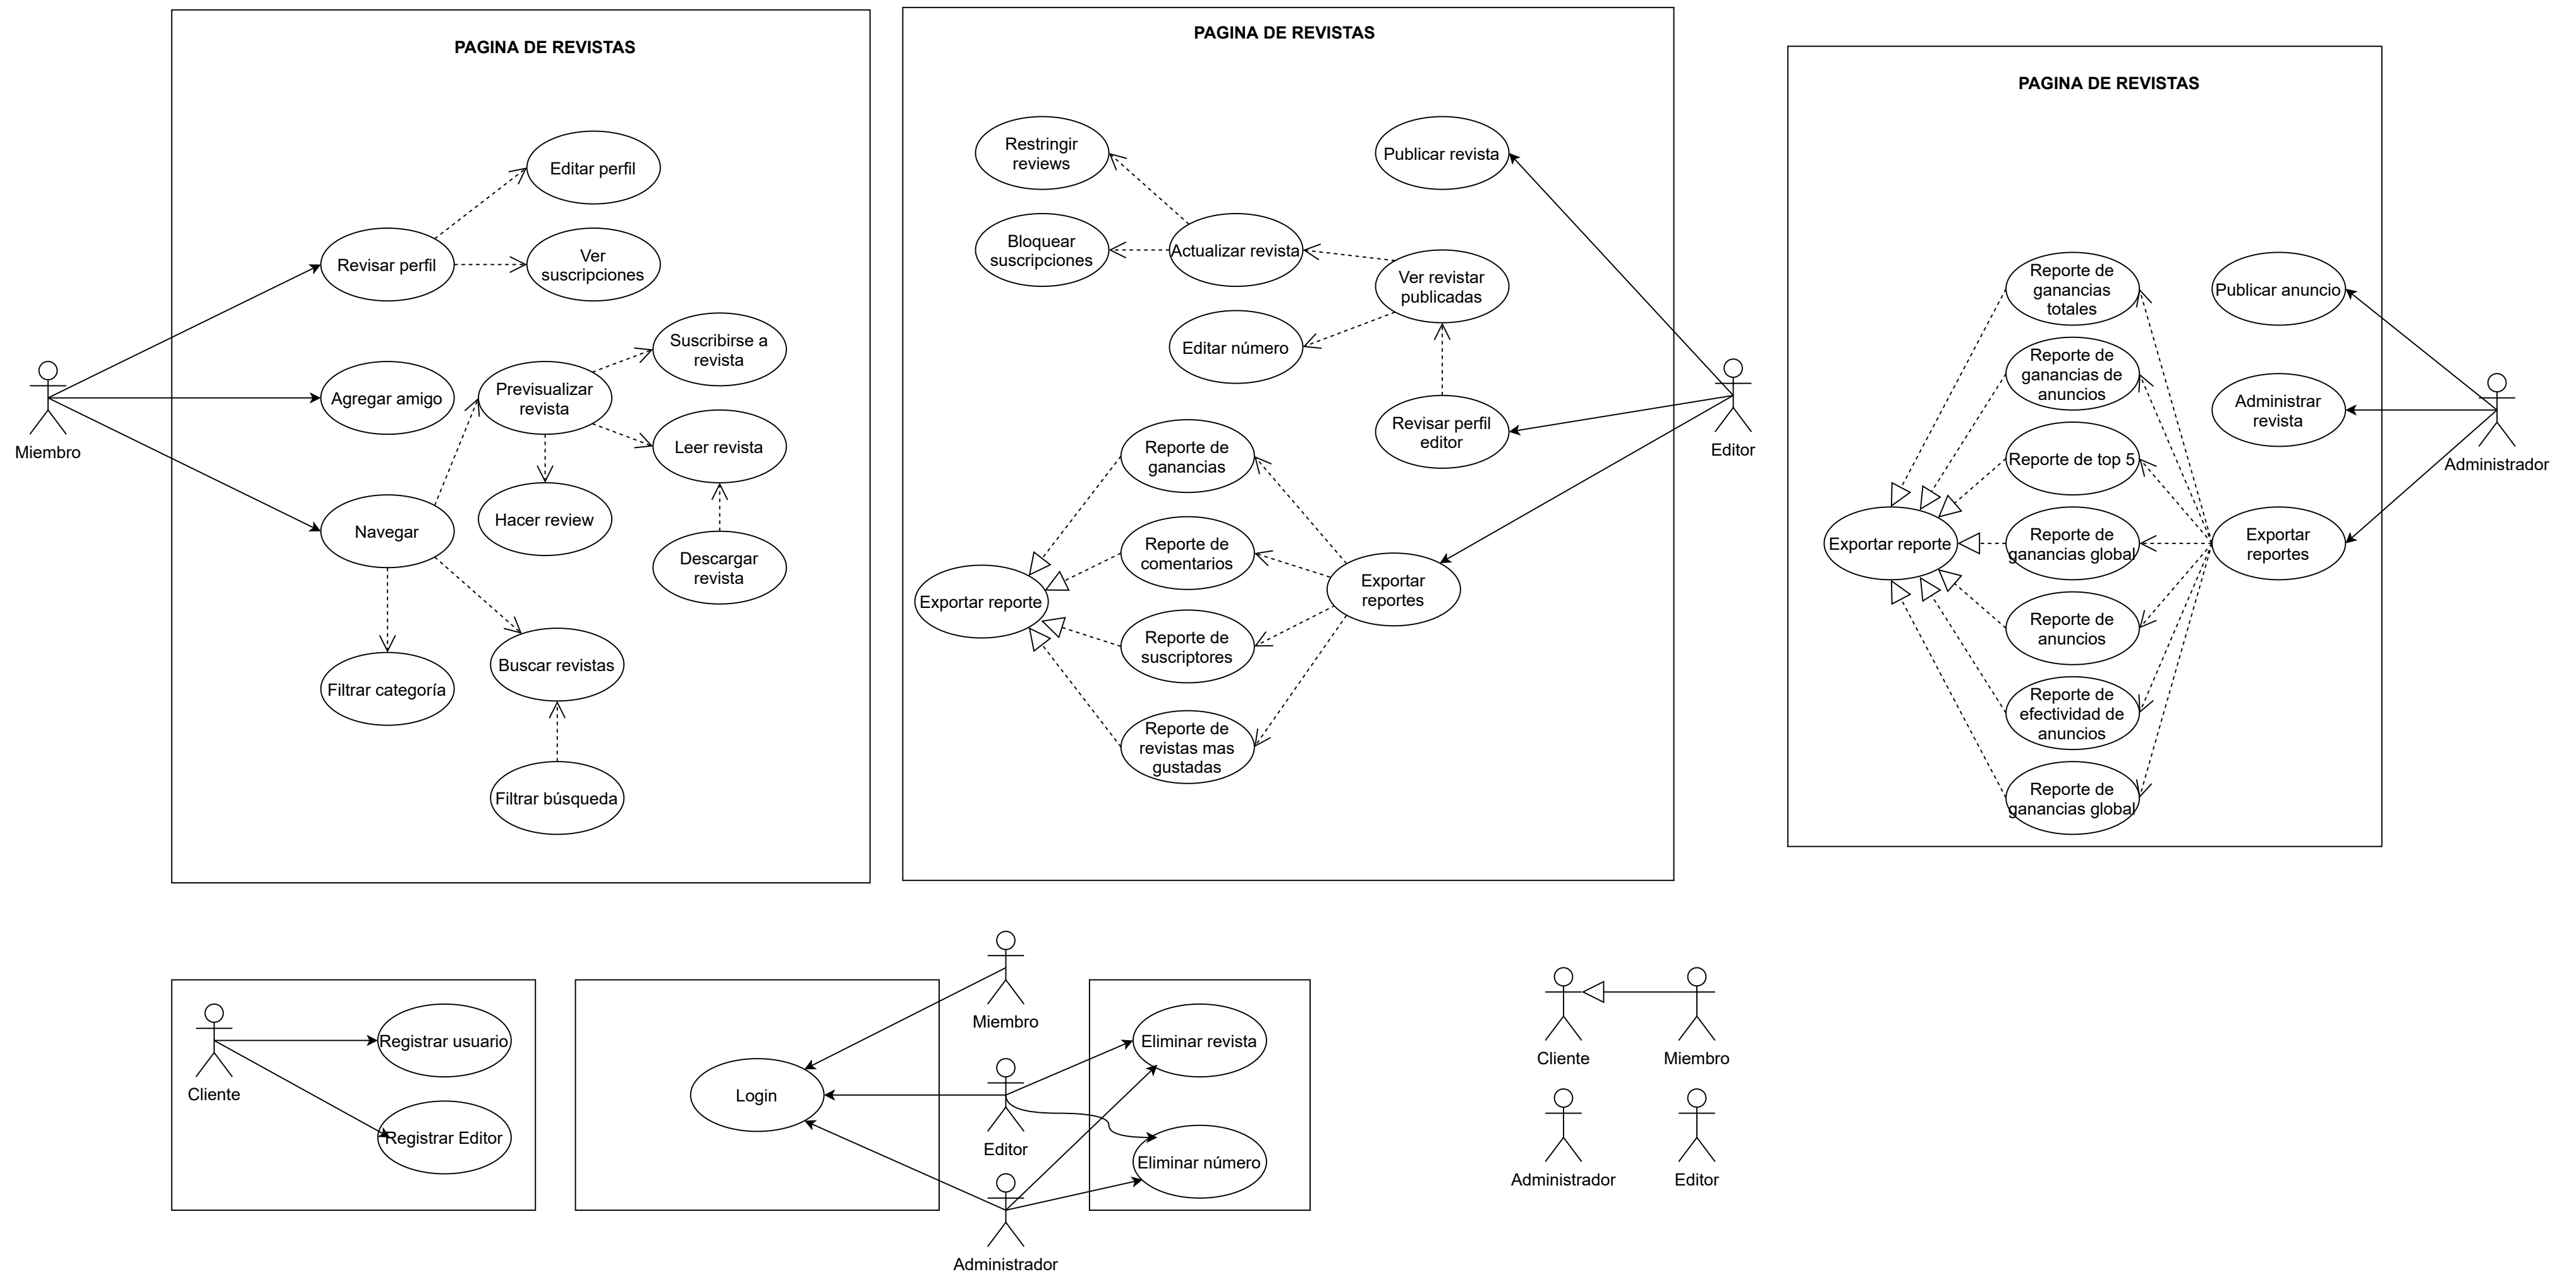 PAGINA DE REVISTAS
Editar perfil
Revisar perfil
Ver
suscripciones
Suscribirse a
revista
Agregar amigo
Previsualizar
revista
Leer revista
Miembro
Navegar
Hacer review
Descargar
revista
Filtrar categoría
Buscar revistas
Filtrar búsqueda
PAGINA DE REVISTAS
Restringir
reviews
Publicar revista
Bloquear
suscripciones
Actualizar revista
Ver revistar
publicadas
Editar número
Revisar perfil
editor
Editor
Reporte de
ganancias
Reporte de
comentarios
Exportar reporte
Exportar
reportes
Reporte de
suscriptores
Reporte de
revistas mas
gustadas
PAGINA DE REVISTAS
Reporte de
ganancias
totales
Publicar anuncio
Reporte de
ganancias de
anuncios
Administrar
revista
Reporte de top 5
Administrador
Exportar reporte
Reporte de
ganancias global
Exportar
reportes
Reporte de
anuncios
Reporte de
efectividad de
anuncios
Reporte de
ganancias global
Cliente
Registrar usuario
Registrar Editor
Login
Miembro
Editor
Administrador
Eliminar revista
Eliminar número
Cliente
Miembro
Administrador
Editor